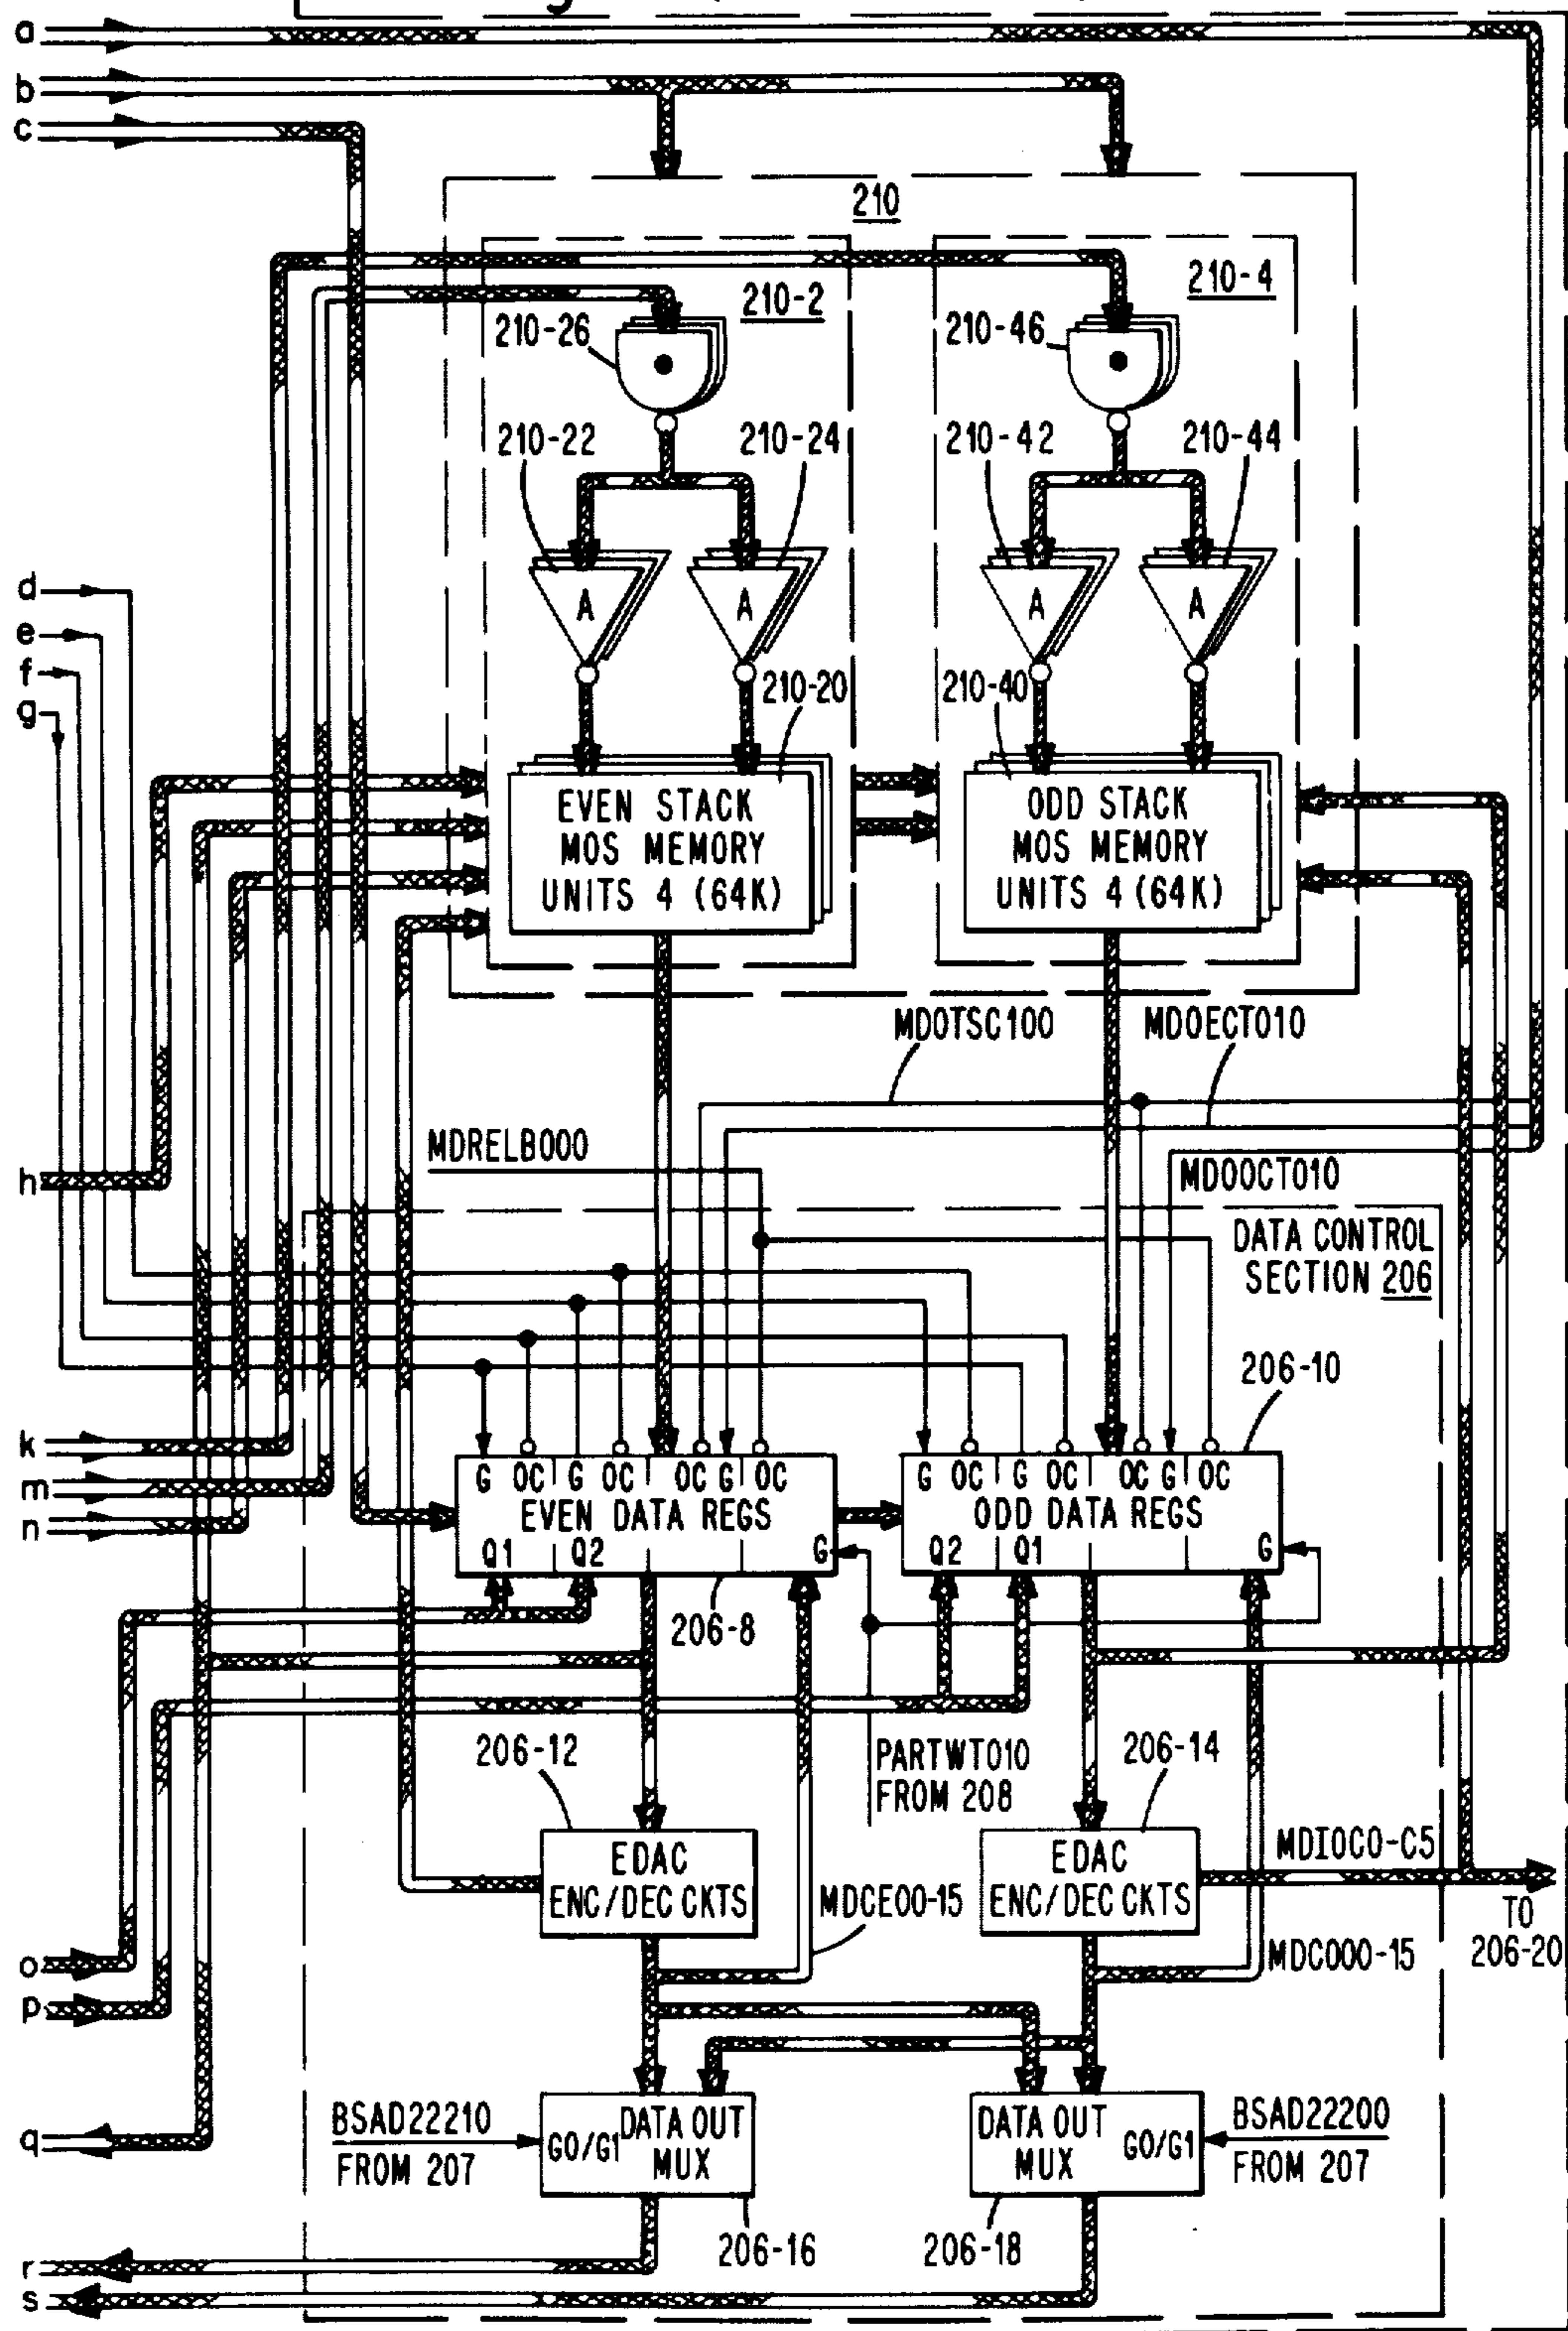 a
b
c
210
210-2
210-4
210-26
210-46
210-22
210-24
210-42
210-44
d
e
f
g
A
A
A
A
210-20
210-40
EVEN STACK
MOS MEMORY
UNITS 4 (64K)
ODD STACK
MOS MEMORY
UNITS 4 (64K)
MDOTSC100
MDOECT010
MDRELB000
MDOOCT010
h
DATA CONTROL
SECTION 206
206-10
k
m
n
G OC G OC OC G OC
EVEN DATA REGS
Q1 Q2 G
G OC G OC OC G OC
ODD DATA REGS
Q2 Q1 G
206-8
206-12
PARTWT010
FROM 208
206-14
EDAC
ENC/DEC CKTS
EDAC
ENC/DEC CKTS
MDIOC0-C5
MDCE00-15
MDCO00-15
TO
206-20
o
p
q
BSAD22210
FROM 207
DATA OUT
GO/G1
MUX
DATA OUT
MUX
GO/G1
BSAD22200
FROM 207
206-16
206-18
r
s